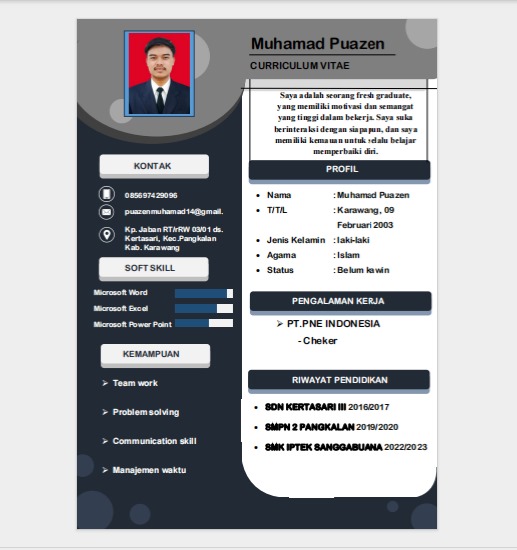 Muhamad Puazen
CURRICULUM VITAE
Saya adalah seorang fresh graduate,
yang memiliki motivasi dan semangat
yang tinggi dalam bekerja. Saya suka
berinteraksi dengan siapapun, dan saya
memiliki kemauan untuk selalu belajar
memperbaiki diri.
KONTAK
085697429096
puazenmuhamad14@gmail.
Kp. Jaban RT/rRW 03/01 ds.
Kertasari, Kec.Pangkalan
Kab. Karawang
SOFT SKILL
Microsoft Word
Microsoft Excel
Microsoft Power Point
KEMAMPUAN
➢ Team work
➢ Problem solving
➢ Communication skill
➢ Manajemen waktu
PROFIL
• Nama : Muhamad Puazen
• T/T/L : Karawang, 09
Februari 2003
• Jenis Kelamin : laki-laki
• Agama : Islam
• Status : Belum kawin
PENGALAMAN KERJA
➢ PT.PNE INDONESIA
- Cheker
RIWAYAT PENDIDIKAN
• SDN KERTASARI III 2016/2017
• SMPN 2 PANGKALAN 2019/2020
• SMK IPTEK SANGGABUANA 2022/2023